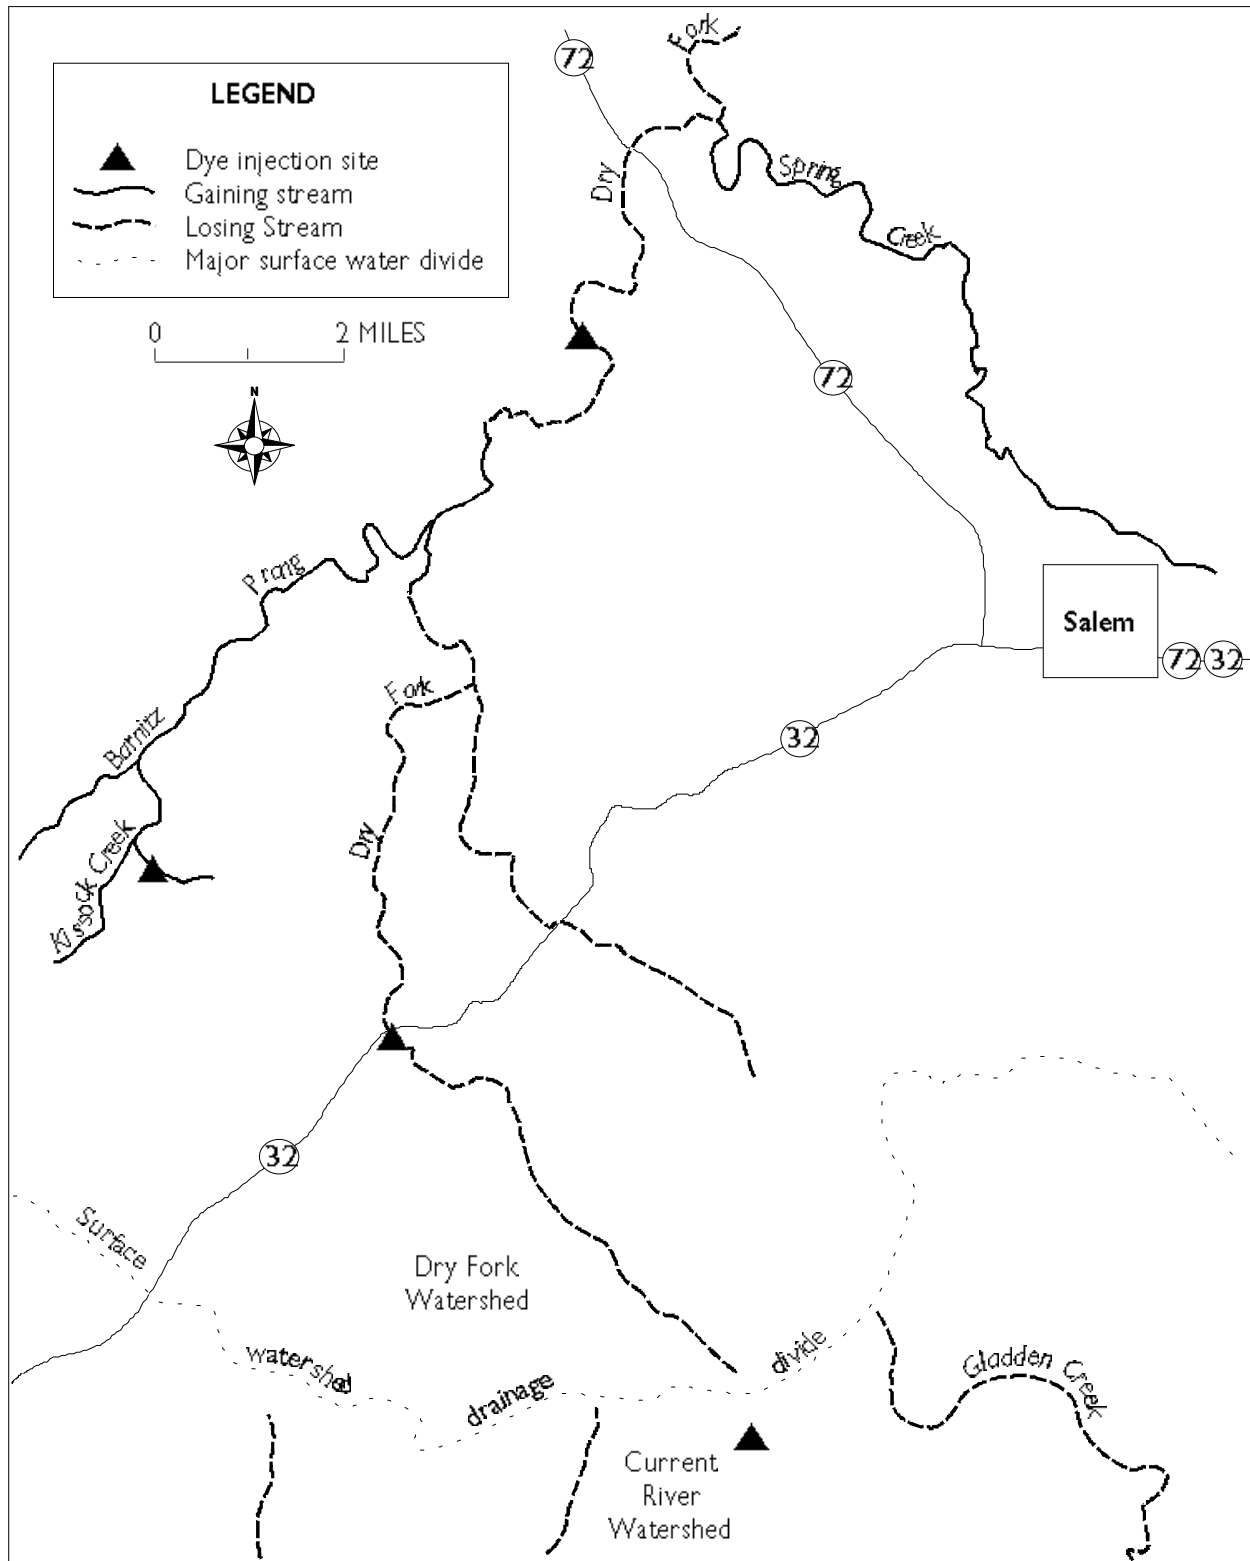 Fork
72
LEGEND
Dye injection site
Gaining stream
Losing Stream
Major surface water divide
Dry
Spring
Creek
0 2 MILES
N
72
Prong
Salem
72 32
Fork
Barnitz
32
Dry
Kissock Creek
32
Surface
Dry Fork
Watershed
watershed
drainage
divide
Gladden Creek
Current
River
Watershed